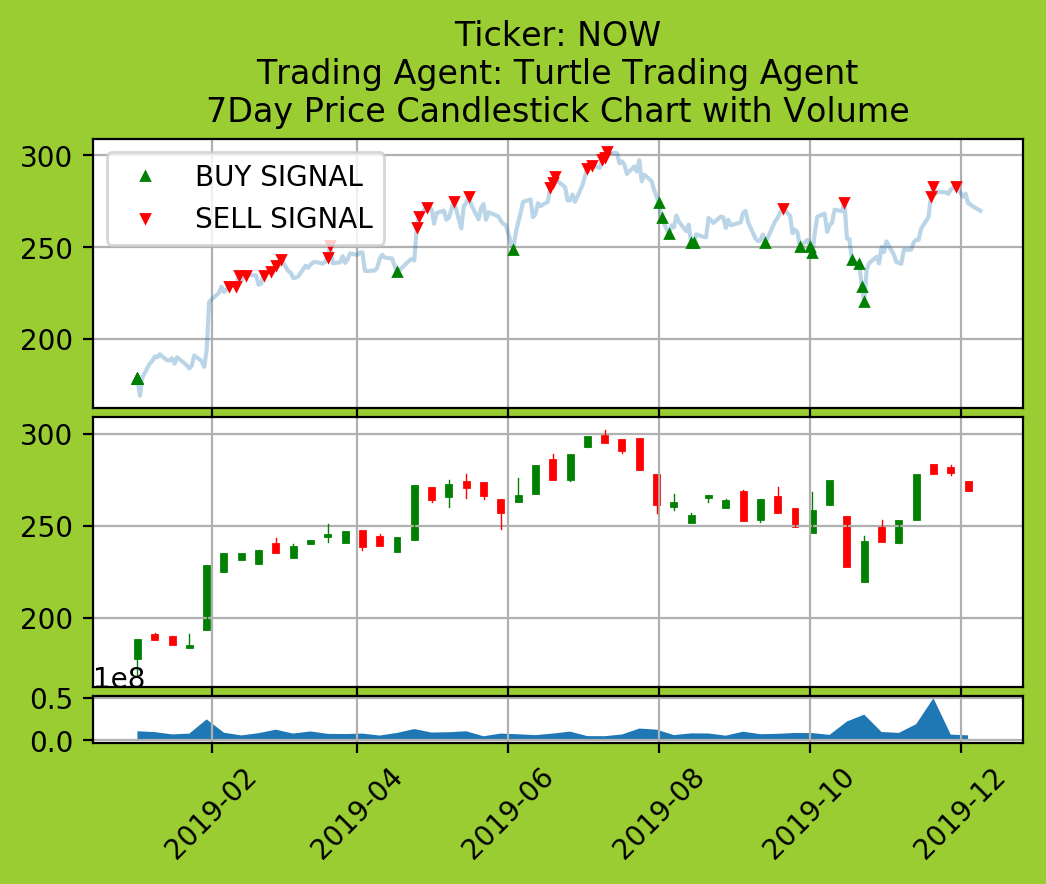 Ticker: NOW
Trading Agent: Turtle Trading Agent
7Day Price Candlestick Chart with Volume
300
BUY SIGNAL
SELL SIGNAL
250
200
300
250
200
1e8
0.5
0.0
2019-02
2019-04
2019-06
2019-08
2019-10
2019-12